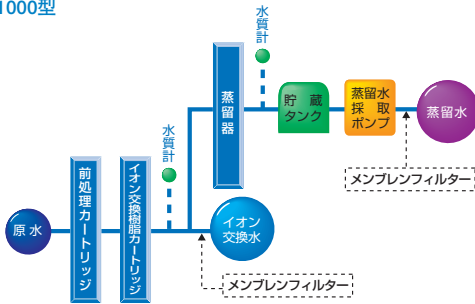 1000型
水質計
蒸留器
貯 蔵
タンク
蒸留水
採 取
ポンプ
蒸留水
メンブレンフィルター
水質計
原 水
前処理カートリッジ
イオン交換樹脂カートリッジ
イオン
交換水
メンブレンフィルター